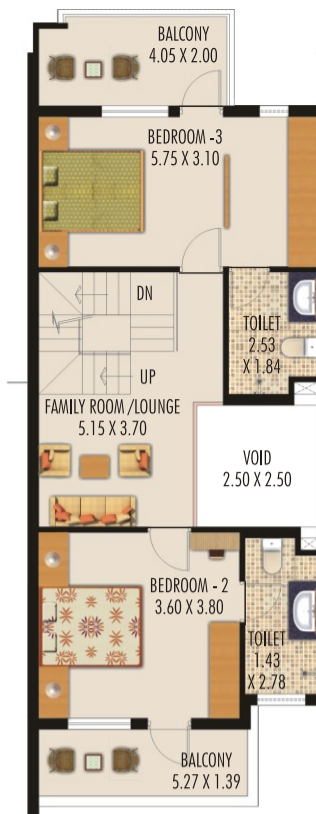 BALCONY
4.05 X 2.00
BEDROOM -3
5.75 X 3.10
DN
TOILET
2.53
X 1.84
UP
FAMILY ROOM /LOUNGE
5.15 X 3.70
VOID
2.50 X 2.50
BEDROOM - 2
3.60 X 3.80
TOILET
1.43
X 2.78
BALCONY
5.27 X 1.39